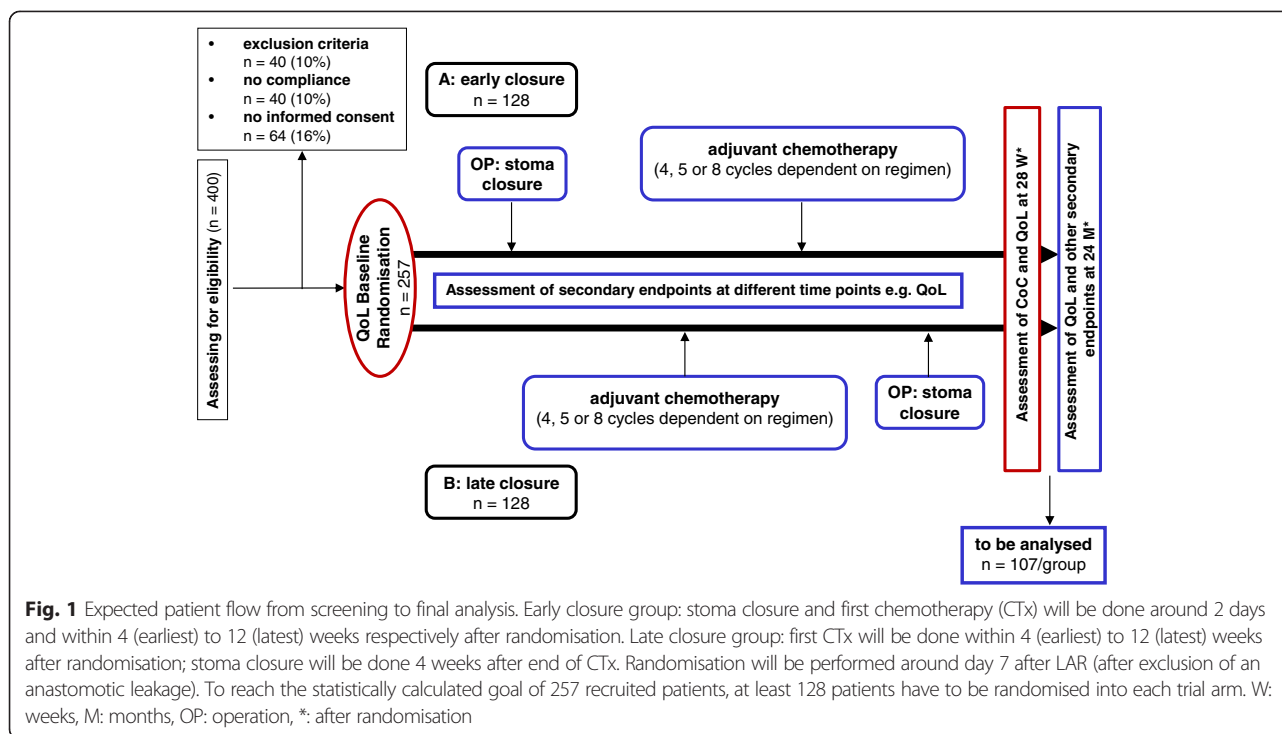 • exclusion criteria
n = 40 (10%)
• no compliance
n = 40 (10%)
• no informed consent
n = 64 (16%)
Assessing for eligibility (n = 400)
QoL Baseline
Randomisation
n = 257
A: early closure
n = 128
OP: stoma
closure
adjuvant chemotherapy
(4, 5 or 8 cycles dependent on regimen)
Assessment of secondary endpoints at different time points e.g. QoL
adjuvant chemotherapy
(4, 5 or 8 cycles dependent on regimen)
OP: stoma
closure
B: late closure
n = 128
Assessment of CoC and QoL at 28 W*
Assessment of QoL and other secondary
endpoints at 24 M*
to be analysed
n = 107/group
Fig. 1 Expected patient flow from screening to final analysis. Early closure group: stoma closure and first chemotherapy (CTx) will be done around 2 days
and within 4 (earliest) to 12 (latest) weeks respectively after randomisation. Late closure group: first CTx will be done within 4 (earliest) to 12 (latest) weeks
after randomisation; stoma closure will be done 4 weeks after end of CTx. Randomisation will be performed around day 7 after LAR (after exclusion of an
anastomotic leakage). To reach the statistically calculated goal of 257 recruited patients, at least 128 patients have to be randomised into each trial arm. W:
weeks, M: months, OP: operation, *: after randomisation